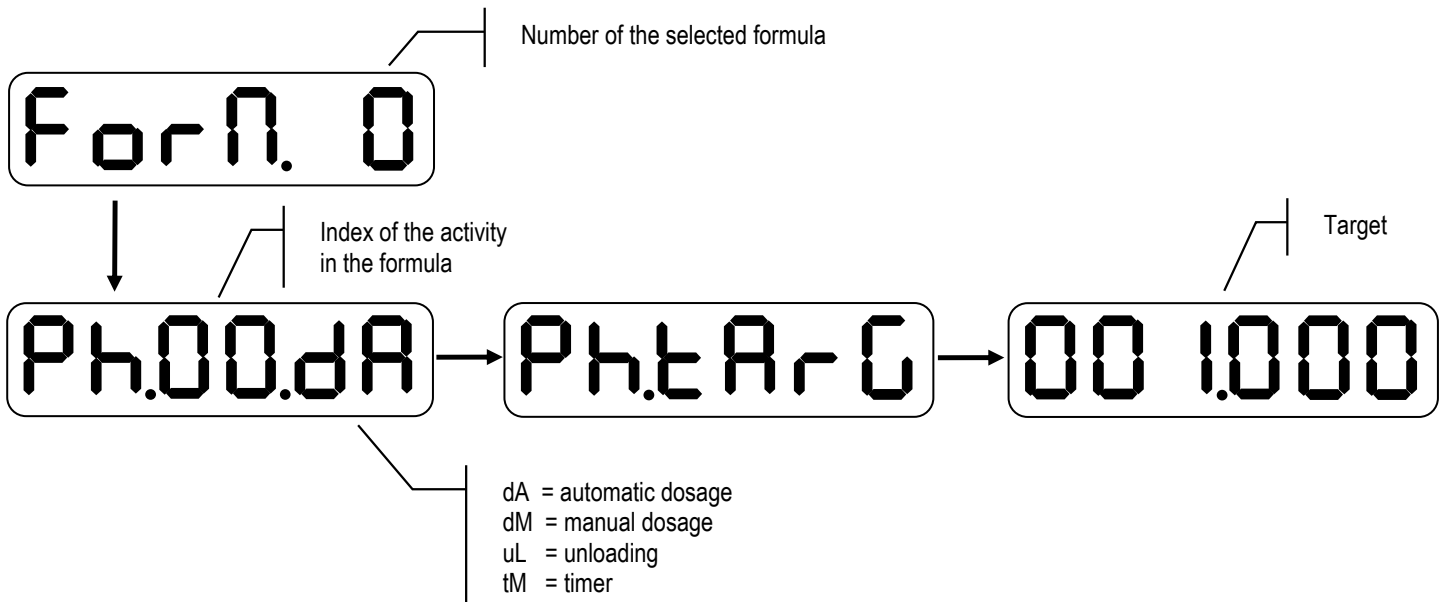 Number of the selected formula
ForM. 0
Index of the activity
in the formula
Target
Ph.00.dA
Ph.tArG
001.000
dA = automatic dosage
dM = manual dosage
uL = unloading
tM = timer